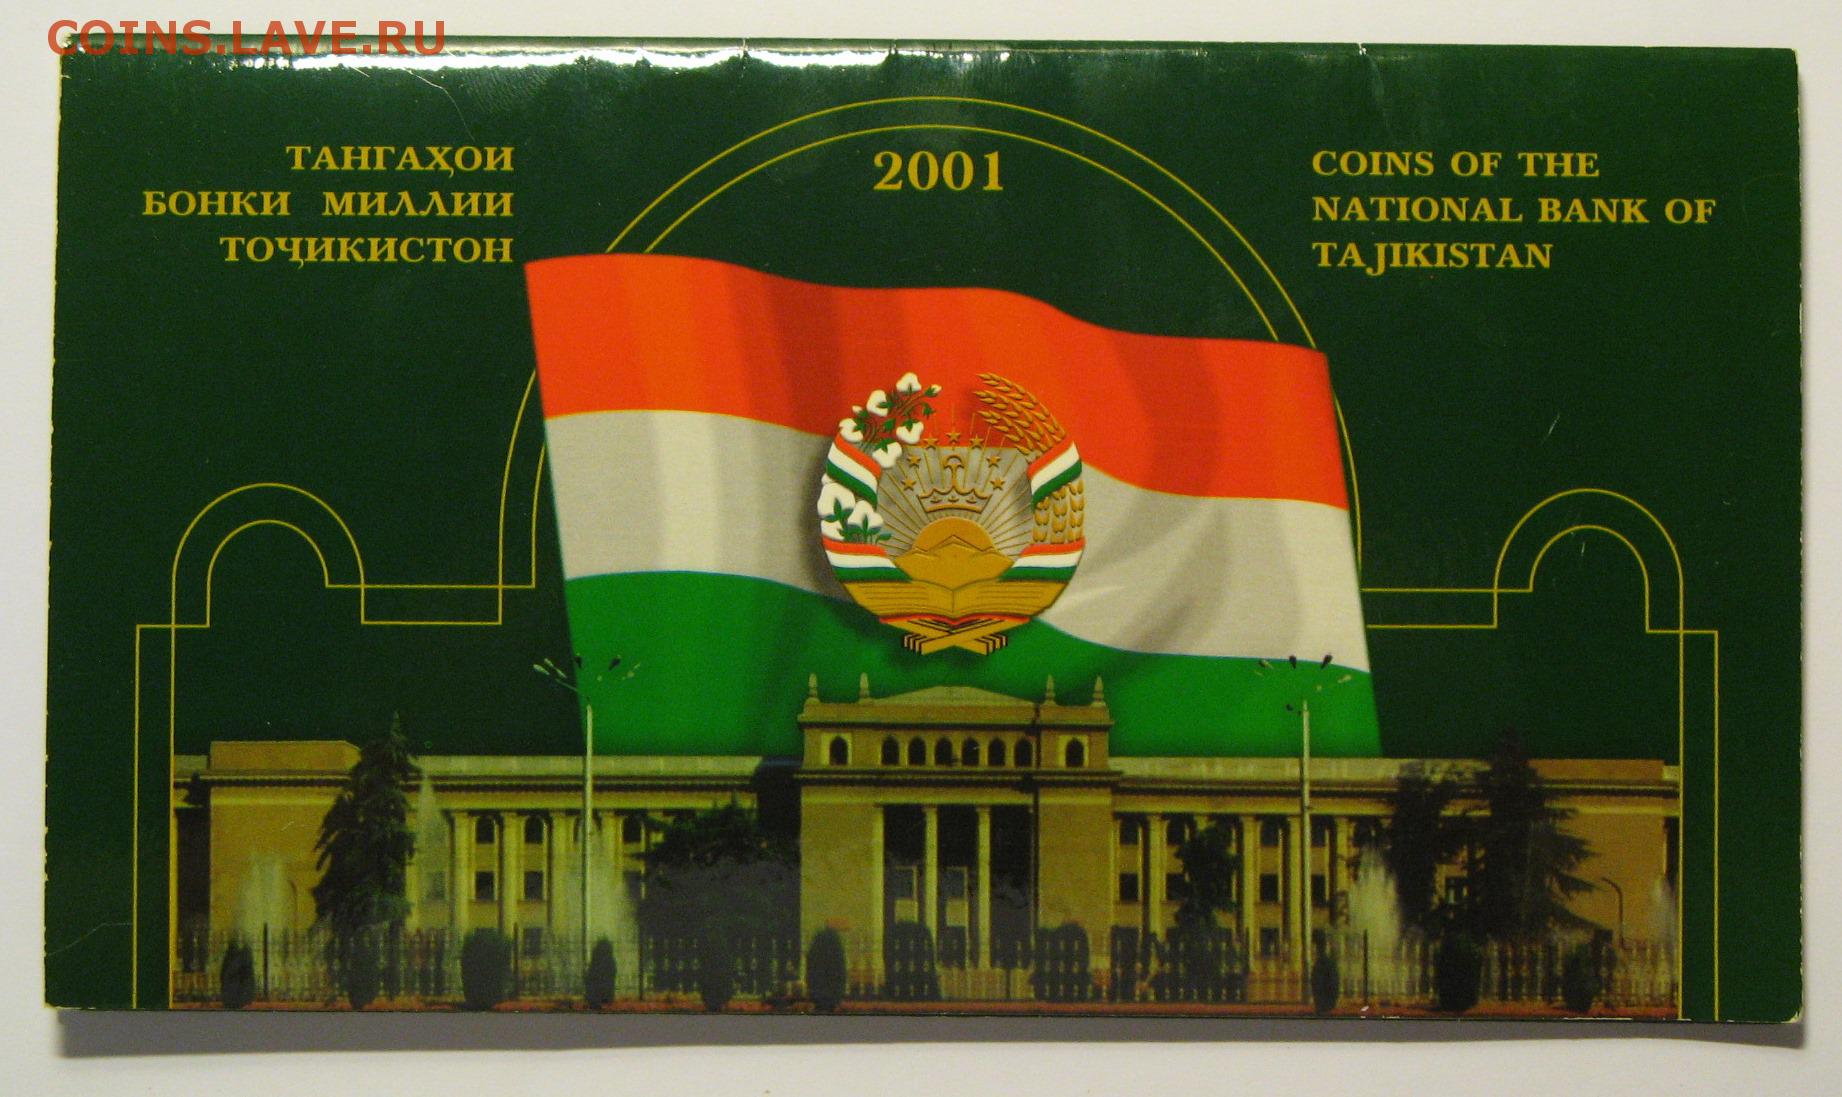 COINS.LAVE.RU
ТАНГАҲОИ
БОНКИ МИЛЛИИ
ТОҶИКИСТОН
2001
COINS OF THE
NATIONAL BANK OF
TAJIKISTAN